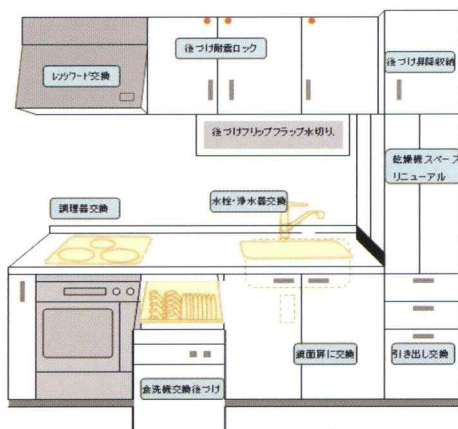 後づけ耐震ロック
レンジフード交換
後づけ昇降収納
後づけフリップフラップ水切り
乾燥機スペース
リニューアル
調理器交換
水栓・浄水器交換
鏡面扉に交換
引き出し交換
食洗機交換後づけ